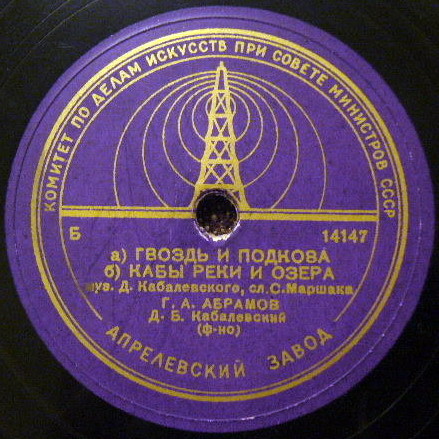 КОМИТЕТ ПО ДЕЛАМ ИСКУССТВ ПРИ СОВЕТЕ МИНИСТРОВ СССР
Б 14147
а) ГВОЗДЬ И ПОДКОВА
б) КАБЫ РЕКИ И ОЗЕРА
муз. Д. Кабалевского, сл. С. Маршака
Г. А. АБРАМОВ
Д. Б. Кабалевский
(ф-но)
АПРЕЛЕВСКИЙ ЗАВОД